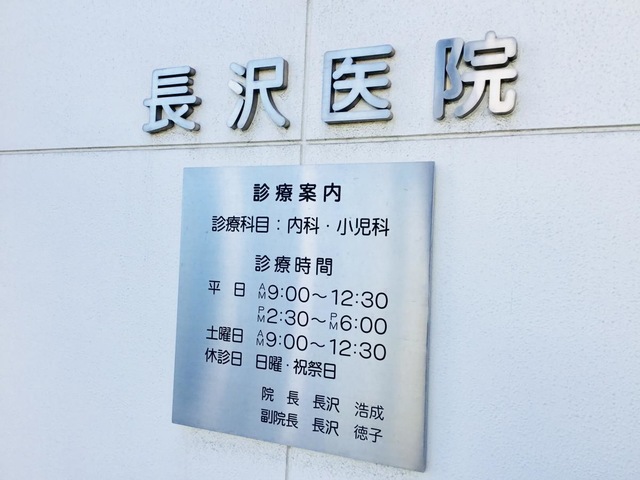 長沢医院
診療案内
診療科目：内科・小児科
診療時間
平 日 AM9:00～12:30
PM2:30～PM6:00
土曜日 AM9:00～12:30
休診日 日曜・祝祭日
院 長 長沢 浩成
副院長 長沢 徳子